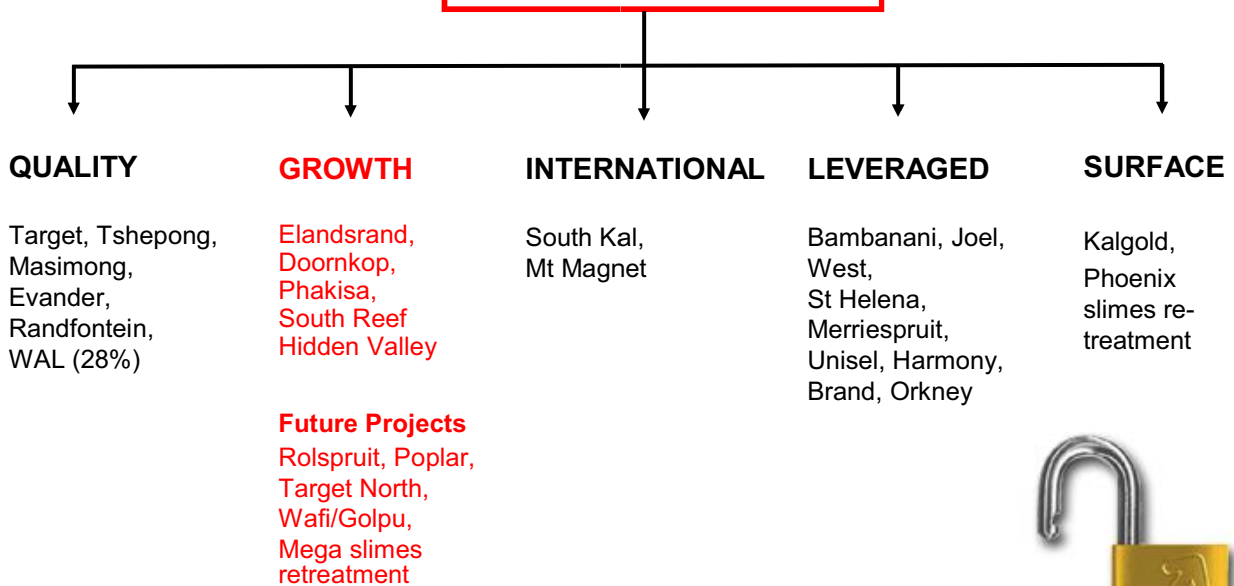 QUALITY
Target, Tshepong,
Masimong,
Evander,
Randfontein,
WAL (28%)
GROWTH
Elandsrand,
Doornkop,
Phakisa,
South Reef
Hidden Valley
Future Projects
Rolspruit, Poplar,
Target North,
Wafi/Golpu,
Mega slimes
retreatment
INTERNATIONAL
South Kal,
Mt Magnet
LEVERAGED
Bambanani, Joel,
West,
St Helena,
Merriespruit,
Unisel, Harmony,
Brand, Orkney
SURFACE
Kalgold,
Phoenix
slimes re-
treatment